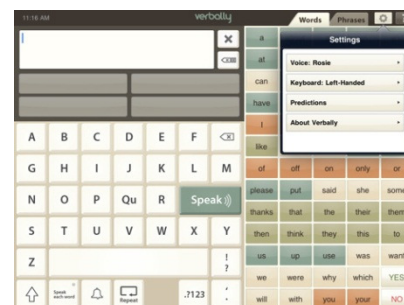 11:16 AM
verbally
Words
Phrases
a
at
can
have
I
like
Settings
Voice: Rosie
Keyboard: Left-Handed
Predictions
About Verbally
A B C D E F
G H I J K L M
N O P Qu R Speak
S T U V W X Y
Z ! ?
Speak each word
Repeat
.?123
of off on only or
please put said she some
thanks that the their them
then think they this to
us up use was want
we were why which YES
will with you your NO